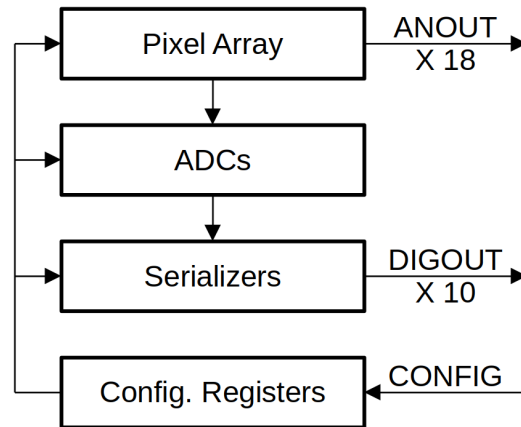 Pixel Array
ANOUT
X 18
ADCs
Serializers
DIGOUT
X 10
Config. Registers
CONFIG